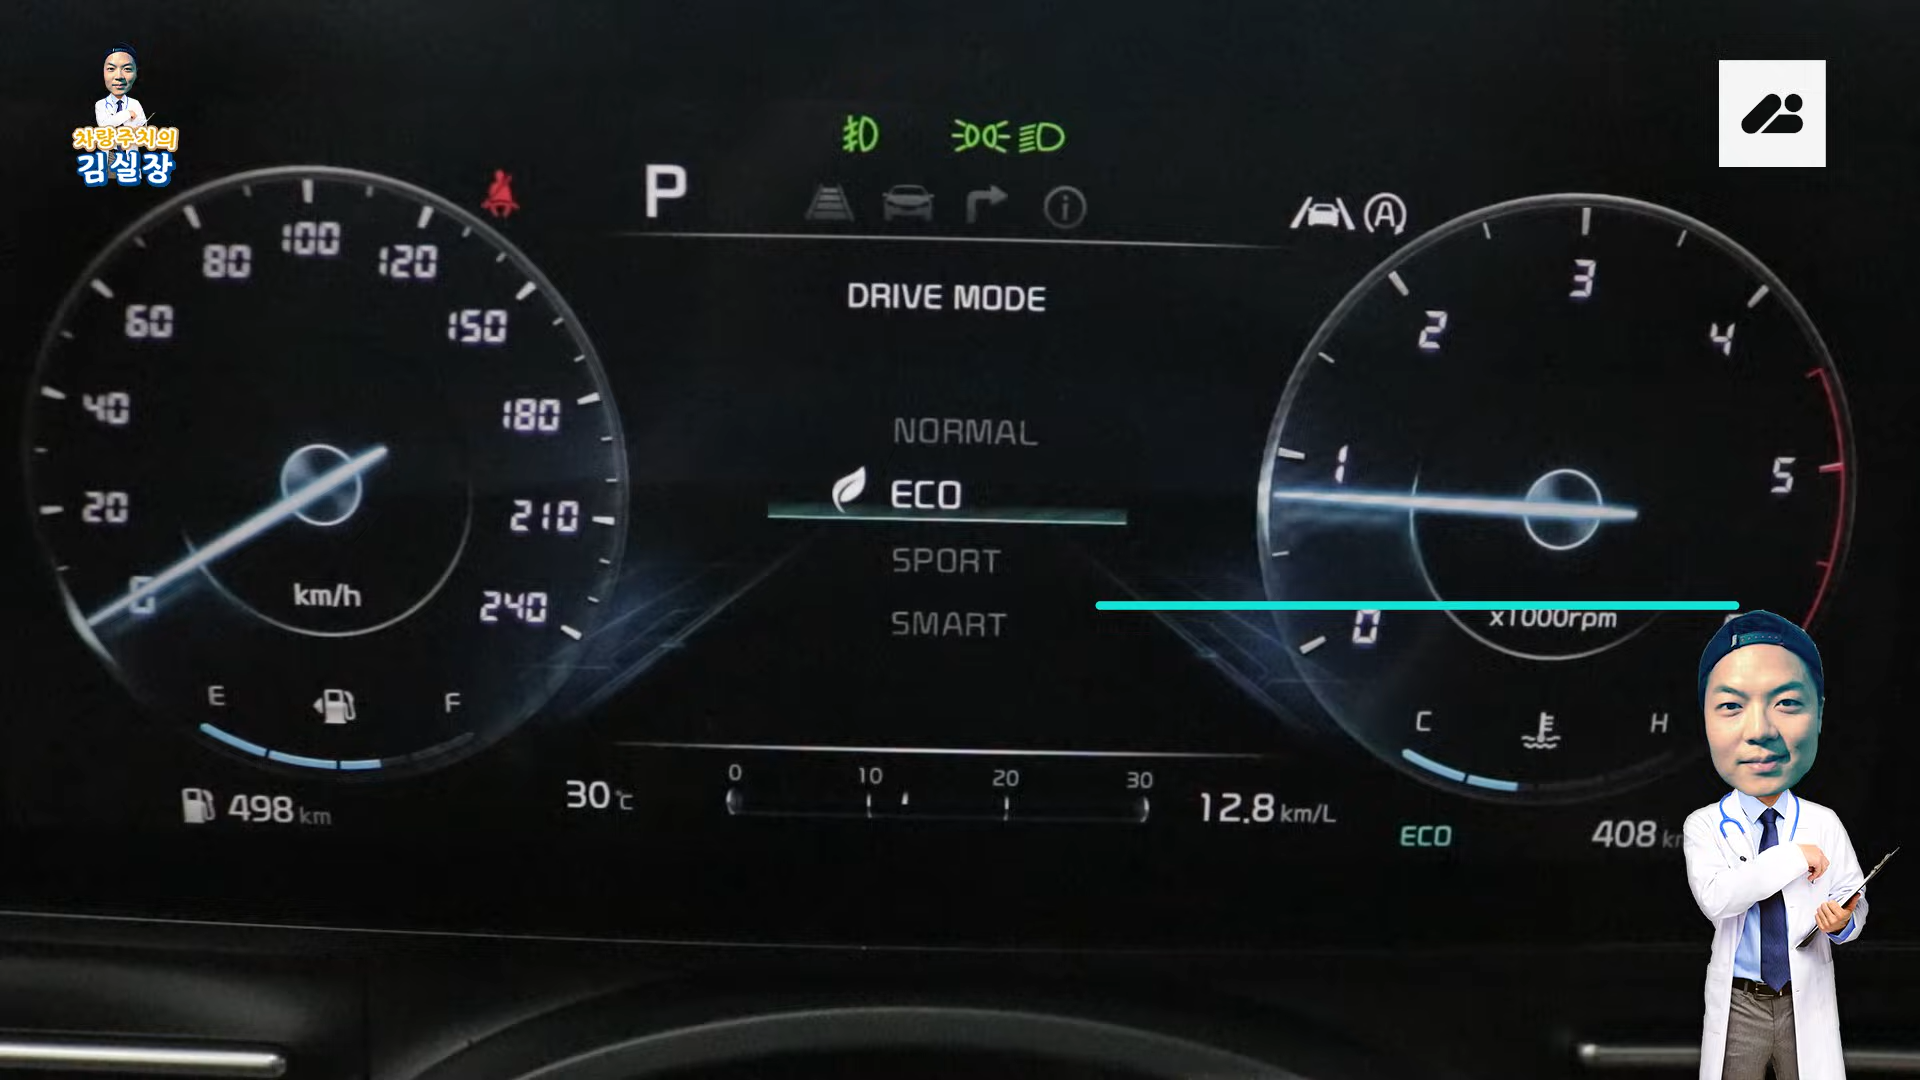 차량주치의
김실장
P
DRIVE MODE
NORMAL
ECO
SPORT
SMART
0
20
40
60
80
100
120
150
180
210
240
km/h
E
F
498 km
30 ℃
0 10 20 30
12.8 km/L
0
1
2
3
4
5
x1000rpm
C
H
ECO
408
A
i